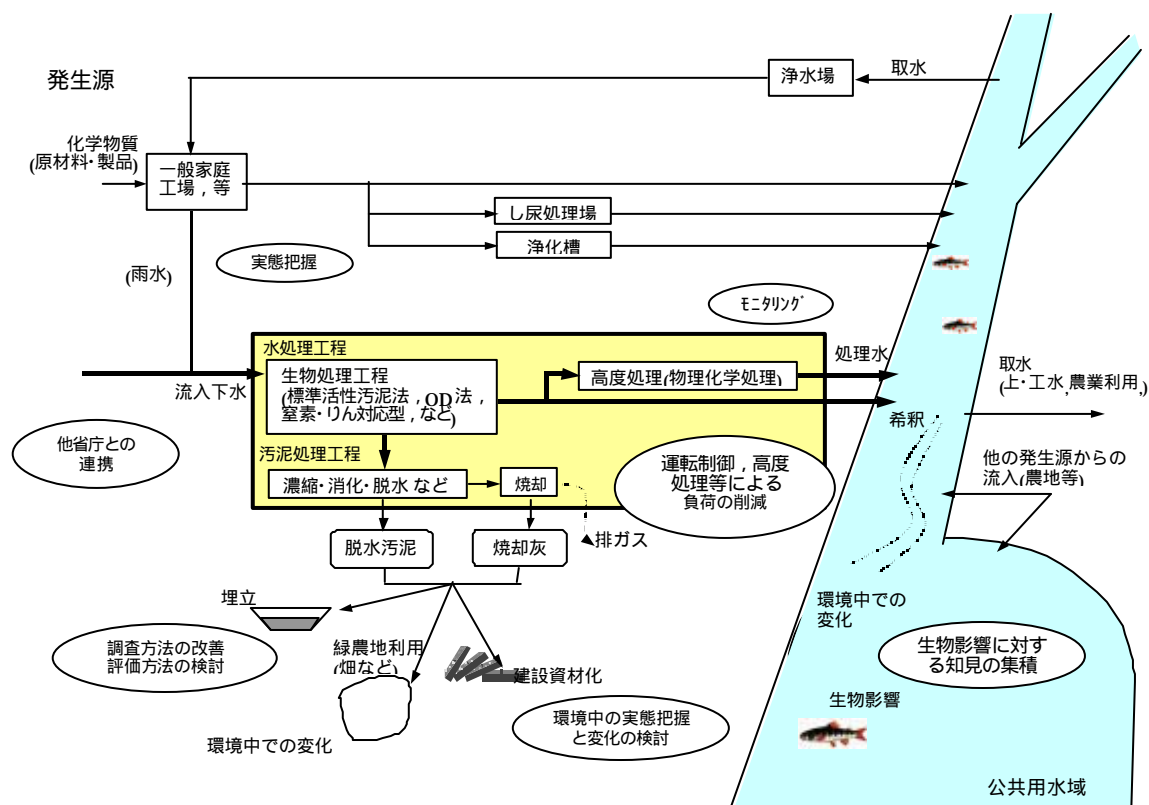 発生源
浄水場
取水
化学物質
(原材料・製品)
一般家庭
工場，等
し尿処理場
浄化槽
(雨水)
実態把握
ﾓﾆﾀﾘﾝｸﾞ
水処理工程
処理水
生物処理工程
(標準活性汚泥法，OD法，
窒素・りん対応型，など)
高度処理(物理化学処理)
流入下水
取水
(上・工水,農業利用,)
希釈
他省庁との
連携
汚泥処理工程
濃縮・消化・脱水 など
焼却
運転制御，高度
処理等による
負荷の削減
他の発生源からの
流入(農地等)
脱水汚泥
焼却灰
排ガス
埋立
環境中での
変化
調査方法の改善
評価方法の検討
緑農地利用
(畑など)
建設資材化
生物影響に対す
る知見の集積
生物影響
環境中の実態把握
と変化の検討
環境中での変化
公共用水域